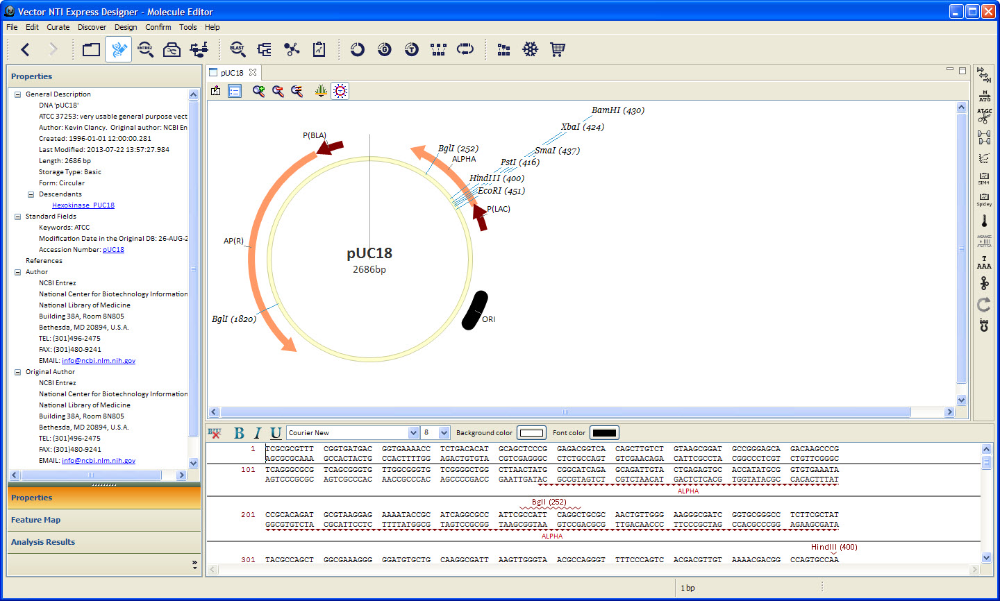 Vector NTI Express Designer - Molecule Editor
File Edit Curate Discover Design Confirm Tools Help
ENTREZ BLAST G T
Properties
General Description
DNA 'pUC18'
ATCC 37253: very usable general purpose vect
Author: Kevin Clancy. Original author: NCBI En
Created: 1996-01-01 12:00:00.281
Last Modified: 2013-07-22 13:57:27.984
Length: 2686 bp
Storage Type: Basic
Form: Circular
Descendants
Hexokinase PUC18
Standard Fields
Keywords: ATCC
Modification Date in the Original DB: 26-AUG-2
Accession Number: pUC18
References
Author
NCBI Entrez
National Center for Biotechnology Information
National Library of Medicine
Building 38A, Room 8N805
Bethesda, MD 20894, U.S.A.
TEL: (301)496-2475
FAX: (301)480-9241
EMAIL: info@ncbi.nlm.nih.gov
Original Author
NCBI Entrez
National Center for Biotechnology Information
National Library of Medicine
Building 38A, Room 8N805
Bethesda, MD 20894, U.S.A.
TEL: (301)496-2475
FAX: (301)480-9241
EMAIL: info@ncbi.nlm.nih.gov
Properties
Feature Map
Analysis Results
pUC18
BamHI (430)
XbaI (424)
P(BLA)
BglI (252)
SmaI (437)
ALPHA
PstI (416)
HindIII (400)
EcoRI (451)
P(LAC)
AP(R)
pUC18
2686bp
BglI (1820)
ORI
M
ATG
AT-GC
SIM4
Spidey
T
AAA
B I U Courier New 8 Background color Font color
1 TCGCGCGTTT CGGTGATGAC GGTGAAAACC TCTGACACAT GCAGCTCCCG GAGACGGTCA CAGCTTGTCT GTAAGCGGAT GCCGGGAGCA GACAAGCCCG
AGCGCGCAAA GCCACTACTG CCACTTTTGG AGACTGTGTA CGTCGAGGGC CTCTGCCAGT GTCGAACAGA CATTCGCCTA CGGCCCTCGT CTGTTCGGGC
101 TCAGGGCGCG TCAGCGGGTG TTGGCGGGTG TCGGGGCTGG CTTAACTATG CGGCATCAGA GCAGATTGTA CTGAGAGTGC ACCATATGCG GTGTGAAATA
AGTCCCGCGC AGTCGCCCAC AACCGCCCAC AGCCCCGACC GAATTGATAC GCCGTAGTCT CGTCTAACAT GACTCTCACG TGGTATACGC CACACTTTAT
ALPHA
BglI (252)
201 CCGCACAGAT GCGTAAGGAG AAAATACCGC ATCAGGCGCC ATTCGCCATT CAGGCTGCGC AACTGTTGGG AAGGGCGATC GGTGCGGGCC TCTTCGCTAT
GGCGTGTCTA CGCATTCCTC TTTTATGGCG TAGTCCGCGG TAAGCGGTAA GTCCGACGCG TTGACAACCC TTCCCGCTAG CCACGCCCGG AGAAGCGATA
ALPHA
HindIII (400)
301 TACGCCAGCT GGCGAAAGGG GGATGTGCTG CAAGGCGATT AAGTTGGGTA ACGCCAGGGT TTTCCCAGTC ACGACGTTGT AAAACGACGG CCAGTGCCAA
1 bp